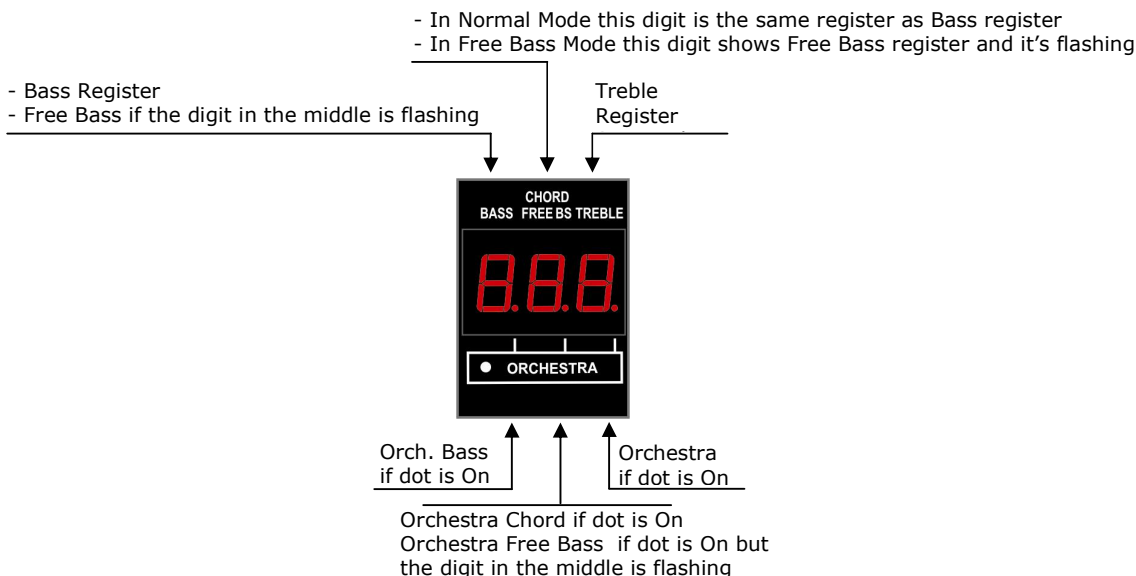 - In Normal Mode this digit is the same register as Bass register
- In Free Bass Mode this digit shows Free Bass register and it’s flashing
- Bass Register
- Free Bass if the digit in the middle is flashing
Treble
Register
CHORD
BASS FREE BS TREBLE
8.8.8.
ORCHESTRA
Orch. Bass
if dot is On
Orchestra
if dot is On
Orchestra Chord if dot is On
Orchestra Free Bass if dot is On but
the digit in the middle is flashing